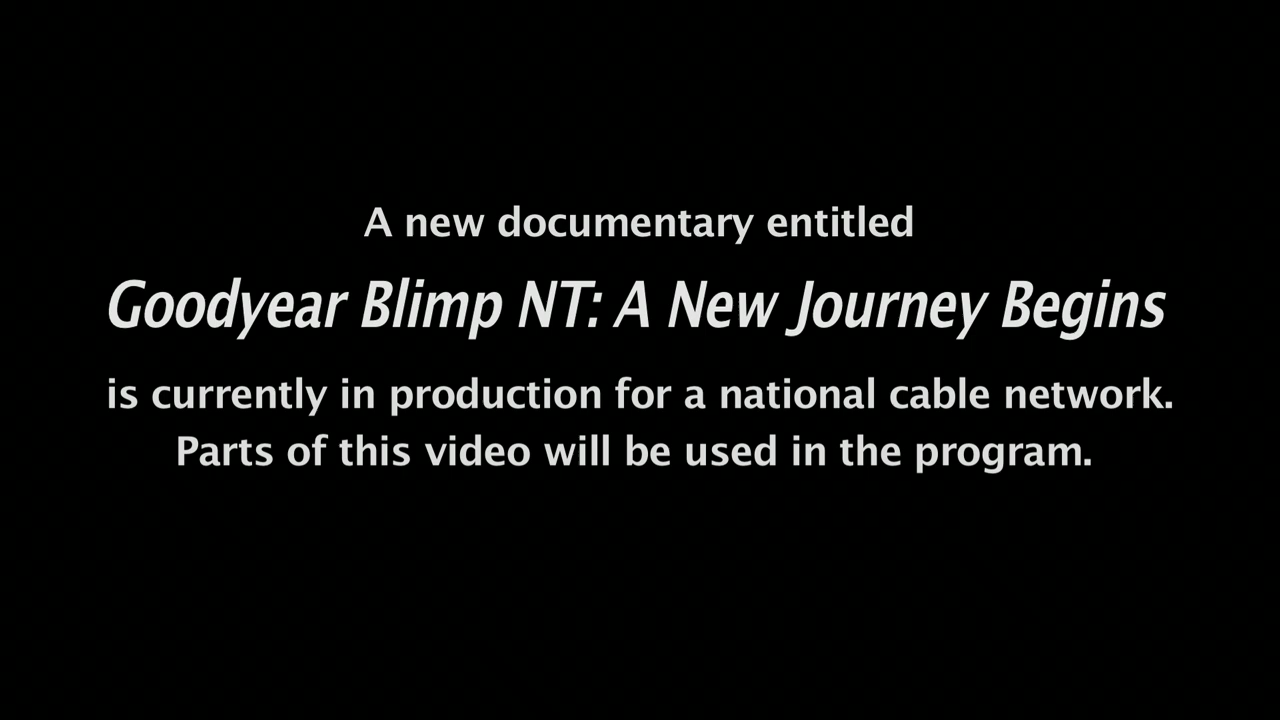 A new documentary entitled
Goodyear Blimp NT: A New Journey Begins
is currently in production for a national cable network.
Parts of this video will be used in the program.